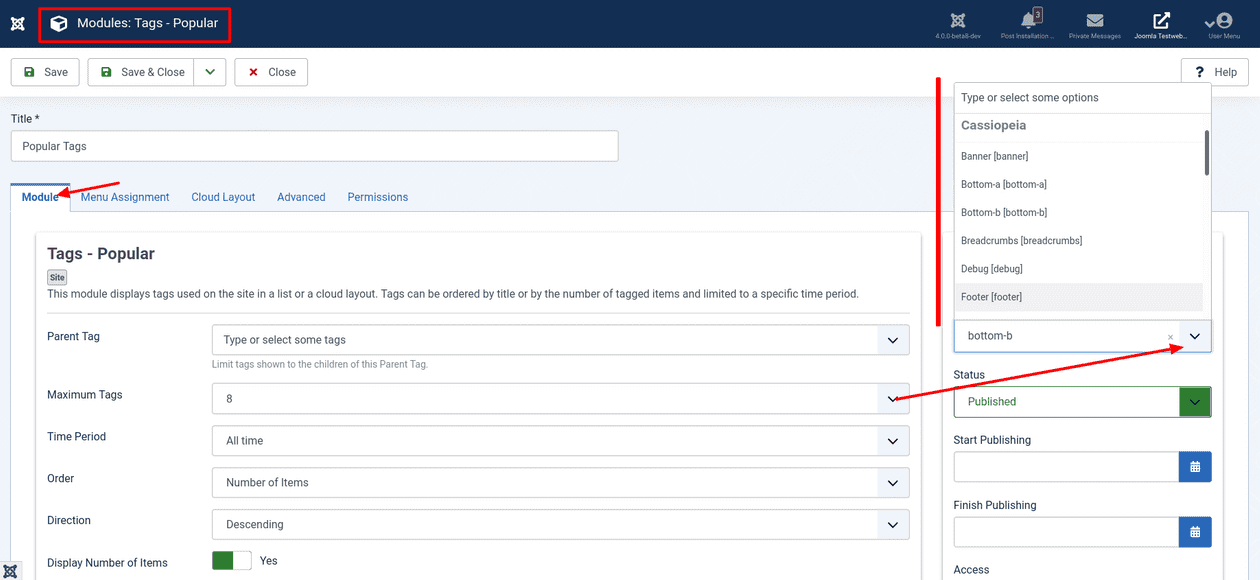 Modules: Tags - Popular
4.0.0-beta8-dev
3
Post Installation ...
Private Messages
Joomla Testweb...
User Menu
Save
Save & Close
Close
? Help
Title *
Popular Tags
Module
Menu Assignment
Cloud Layout
Advanced
Permissions
Tags - Popular
Site
This module displays tags used on the site in a list or a cloud layout. Tags can be ordered by title or by the number of tagged items and limited to a specific time period.
Parent Tag
Type or select some tags
Limit tags shown to the children of this Parent Tag.
Maximum Tags
8
Time Period
All time
Order
Number of Items
Direction
Descending
Display Number of Items
Yes
Type or select some options
Cassiopeia
Banner [banner]
Bottom-a [bottom-a]
Bottom-b [bottom-b]
Breadcrumbs [breadcrumbs]
Debug [debug]
Footer [footer]
bottom-b
Status
Published
Start Publishing
Finish Publishing
Access